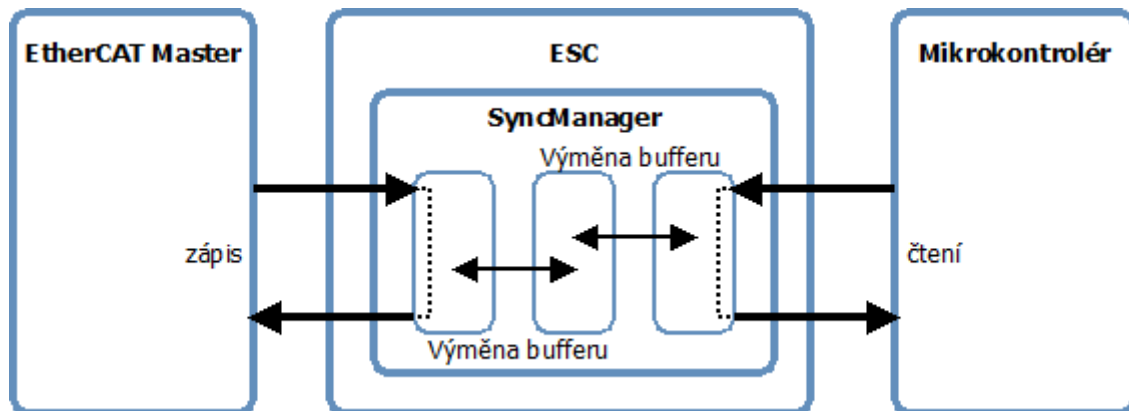 EtherCAT Master
ESC
Mikrokontrolér
SyncManager
Výměna bufferu
zápis
čtení
Výměna bufferu